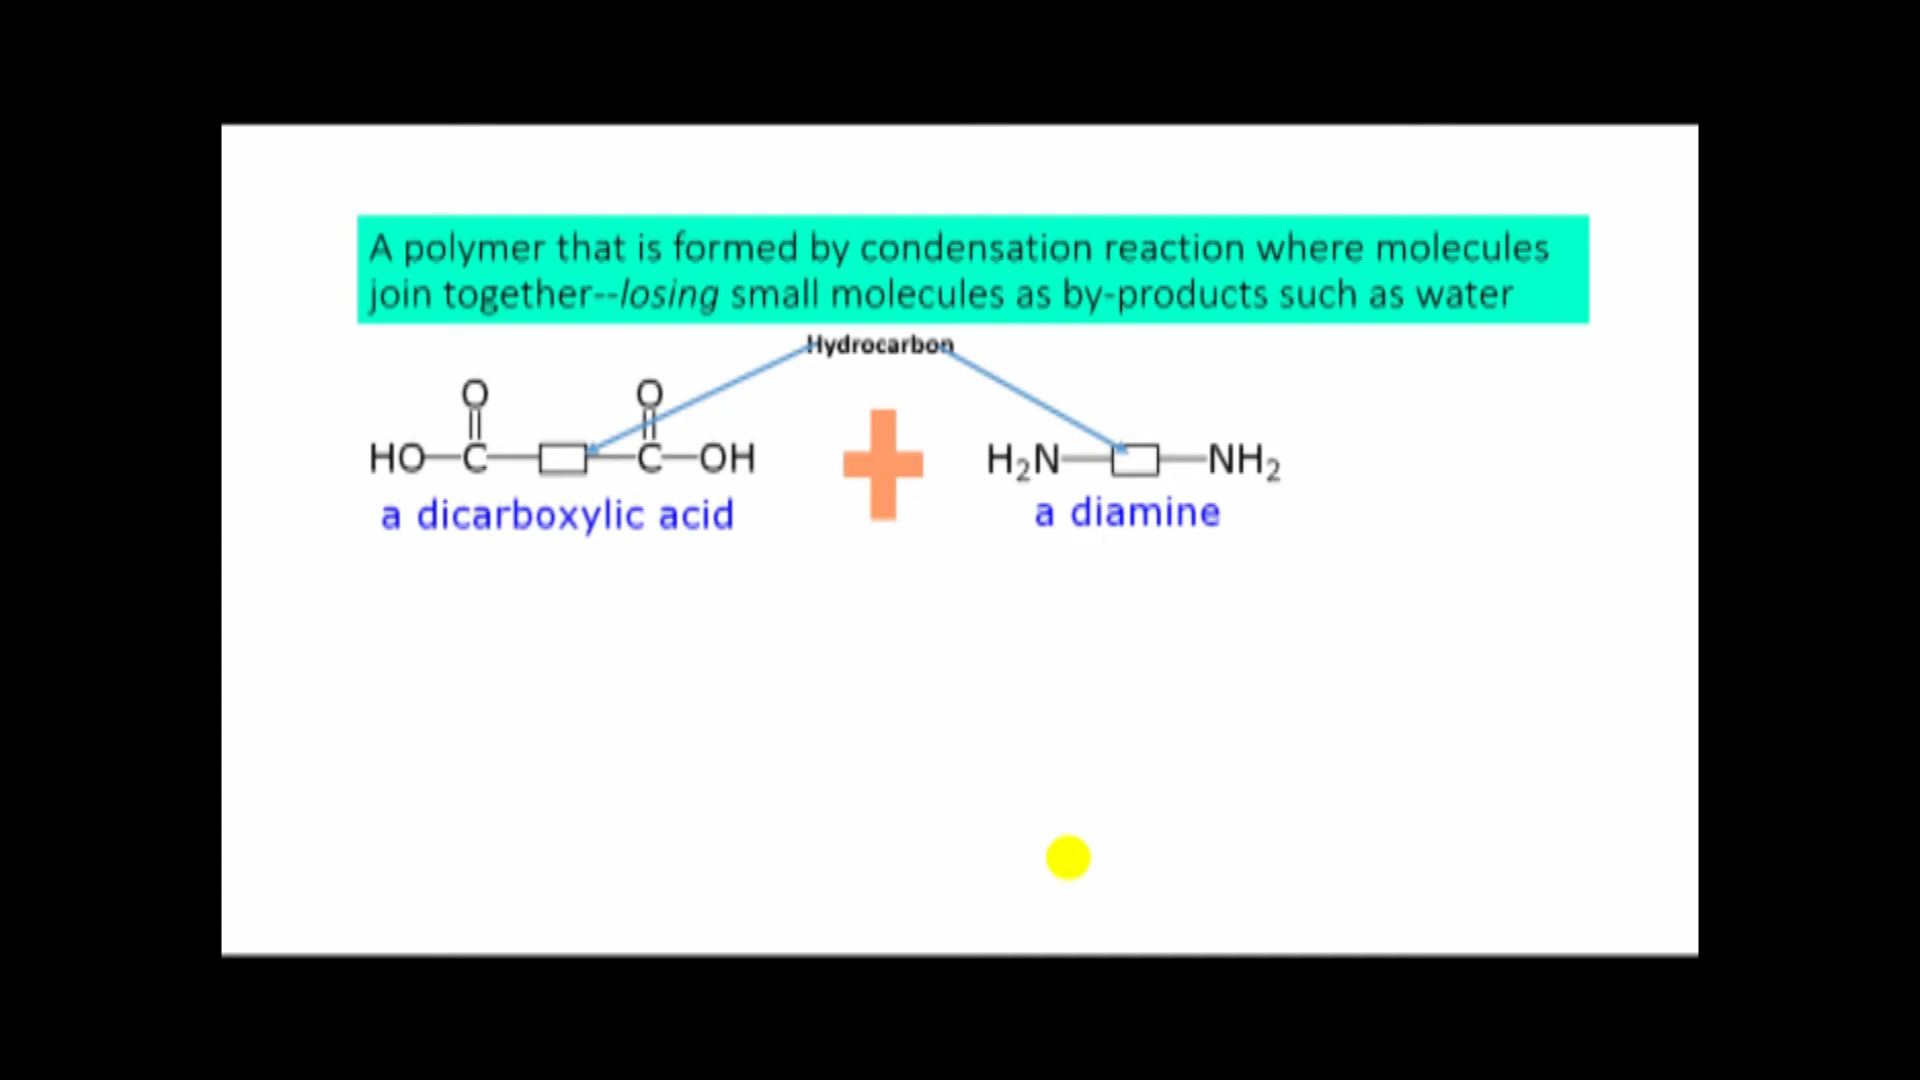 A polymer that is formed by condensation reaction where molecules
join together--losing small molecules as by-products such as water
Hydrocarbon
O O
HO C C OH H₂N NH₂
a dicarboxylic acid a diamine